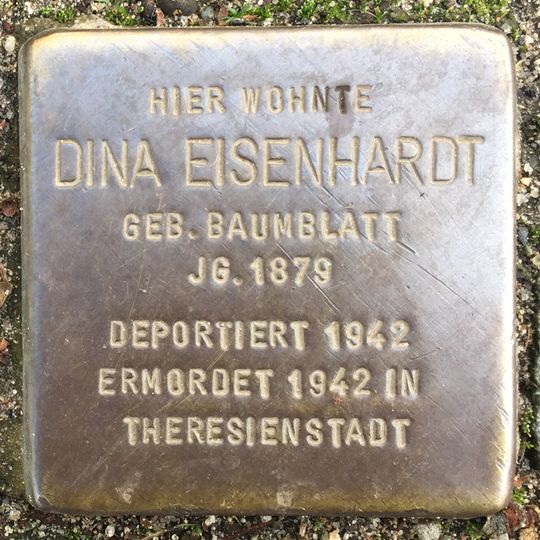 HIER WOHNTE
DINA EISENHARDT
GEB. BAUMBLATT
JG. 1879
DEPORTIERT 1942
ERMORDET 1942 IN
THERESIENSTADT